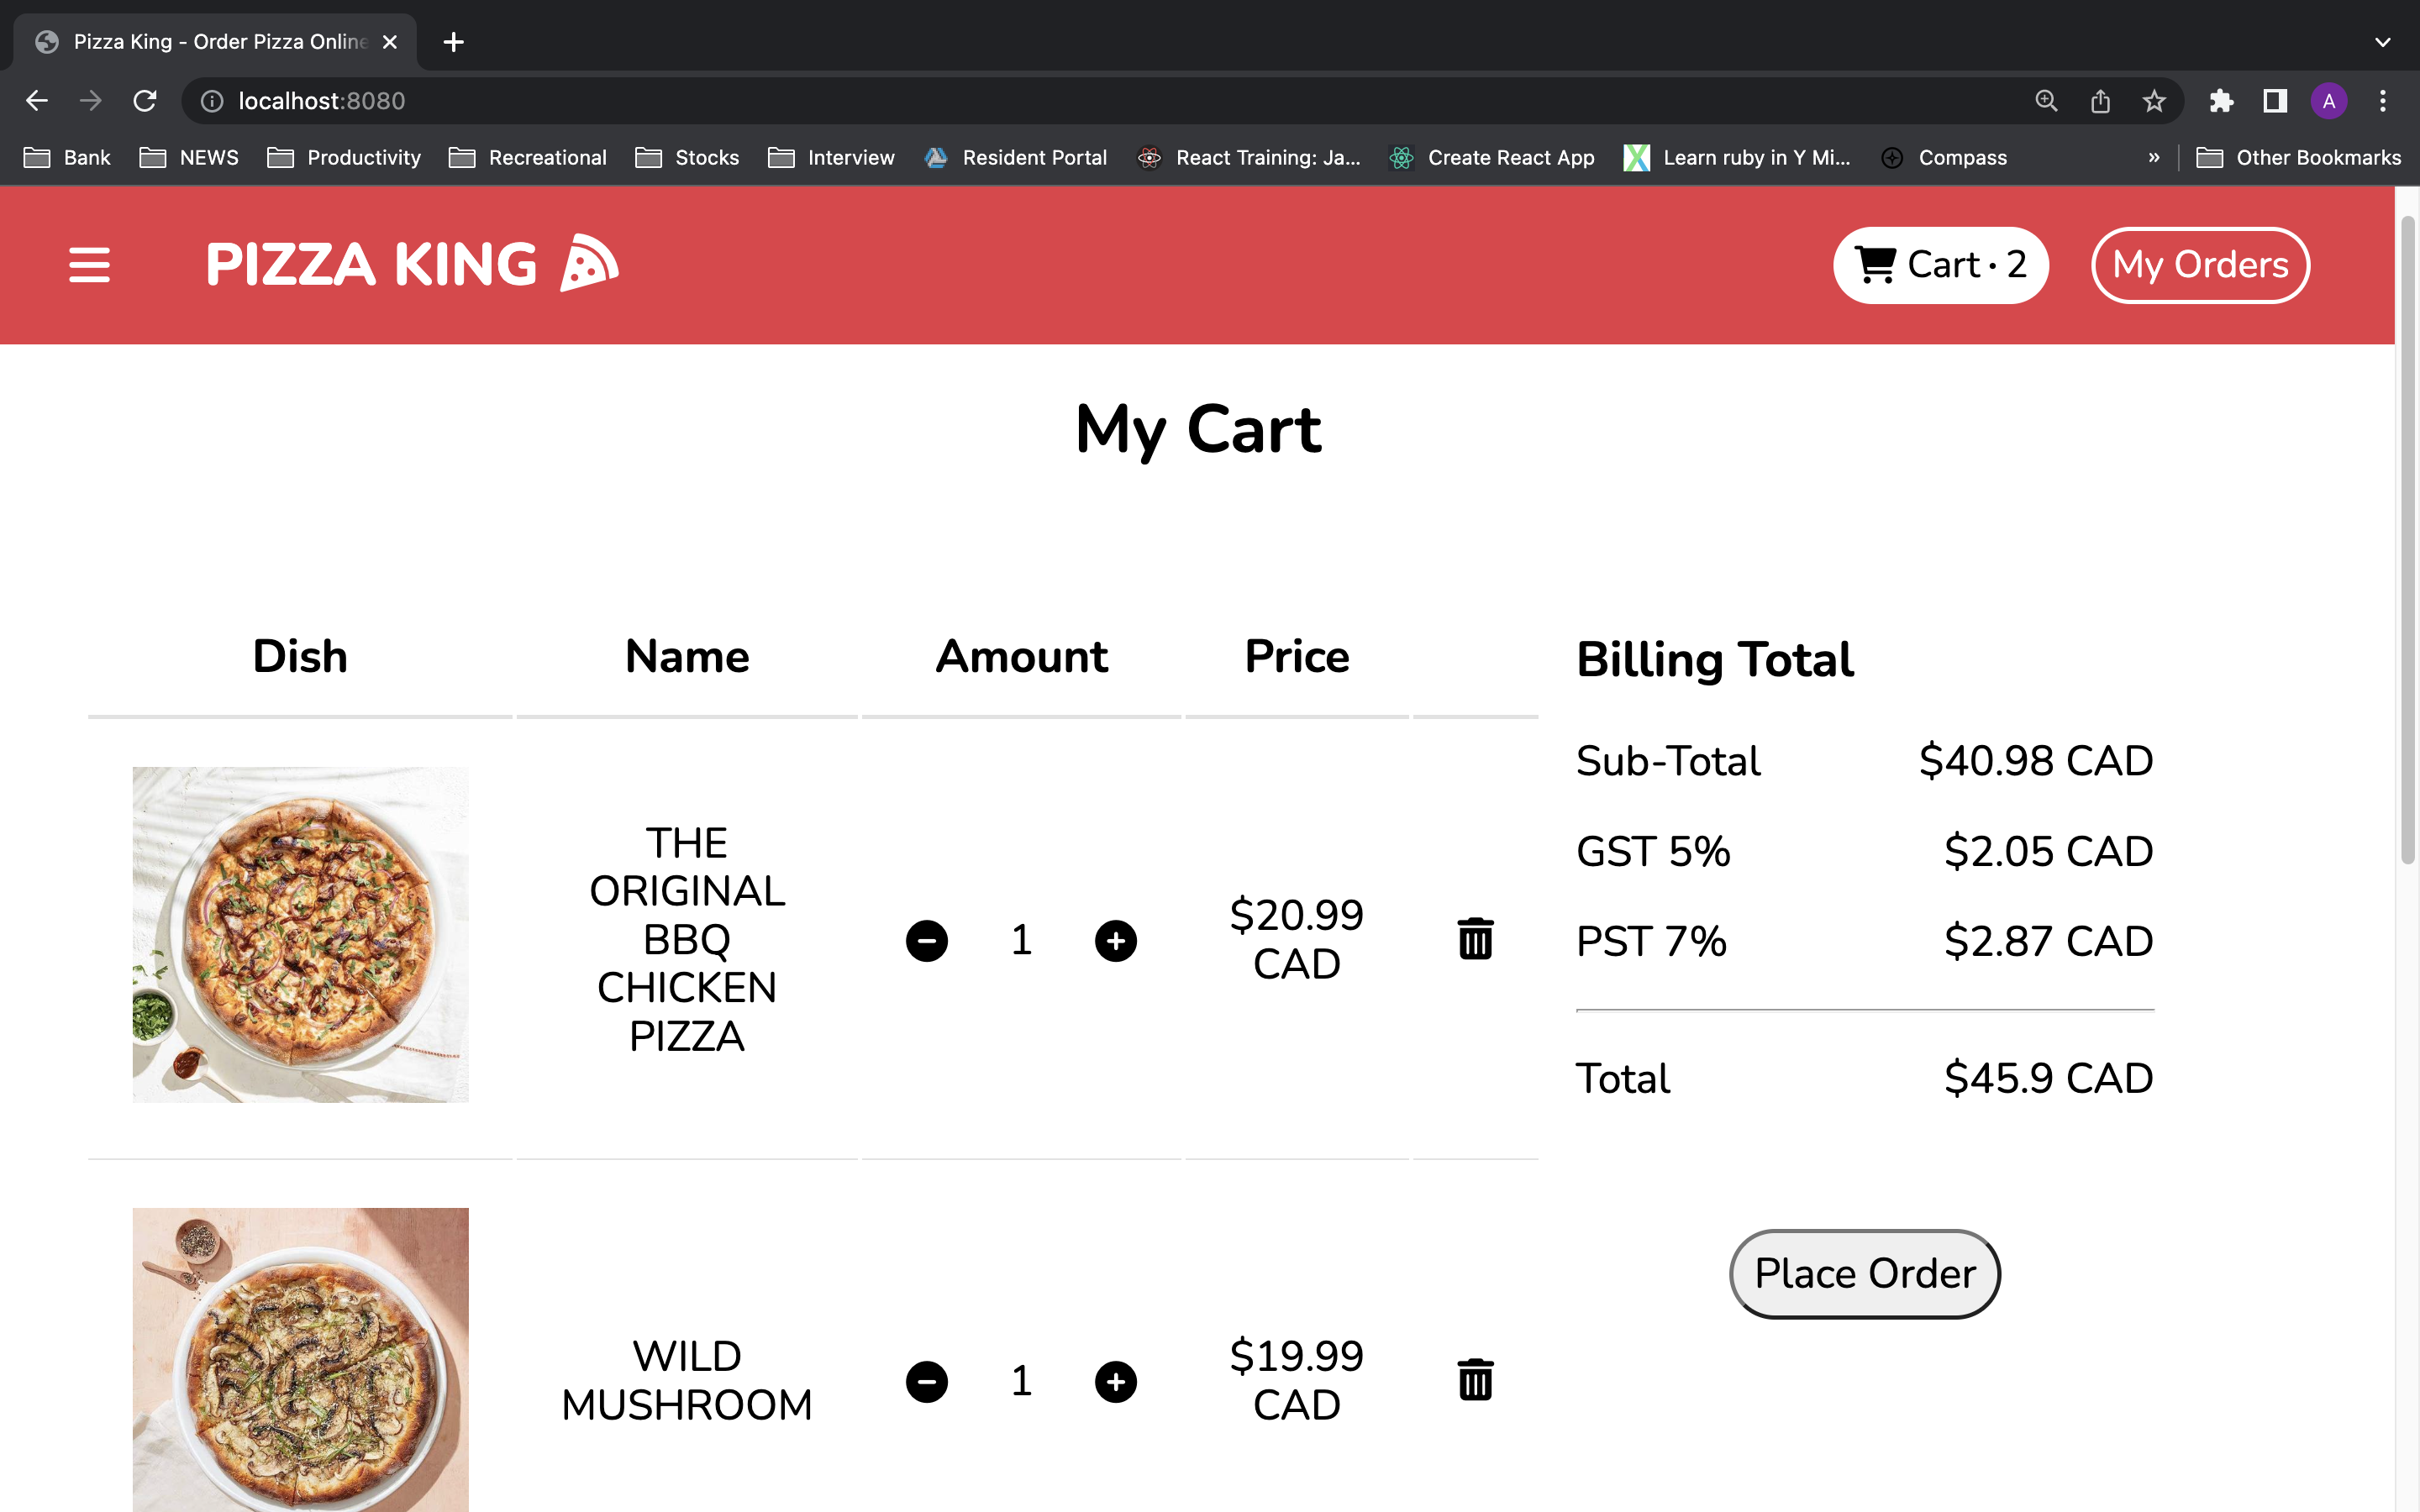 Pizza King - Order Pizza Online
localhost:8080
A
Bank NEWS Productivity Recreational Stocks Interview Resident Portal React Training: Ja... Create React App Learn ruby in Y Mi... Compass » Other Bookmarks
PIZZA KING Cart · 2 My Orders
My Cart
Dish Name Amount Price
THE
ORIGINAL
BBQ
CHICKEN
PIZZA
1
$20.99
CAD
WILD
MUSHROOM
1
$19.99
CAD
Billing Total
Sub-Total $40.98 CAD
GST 5% $2.05 CAD
PST 7% $2.87 CAD
Total $45.9 CAD
Place Order